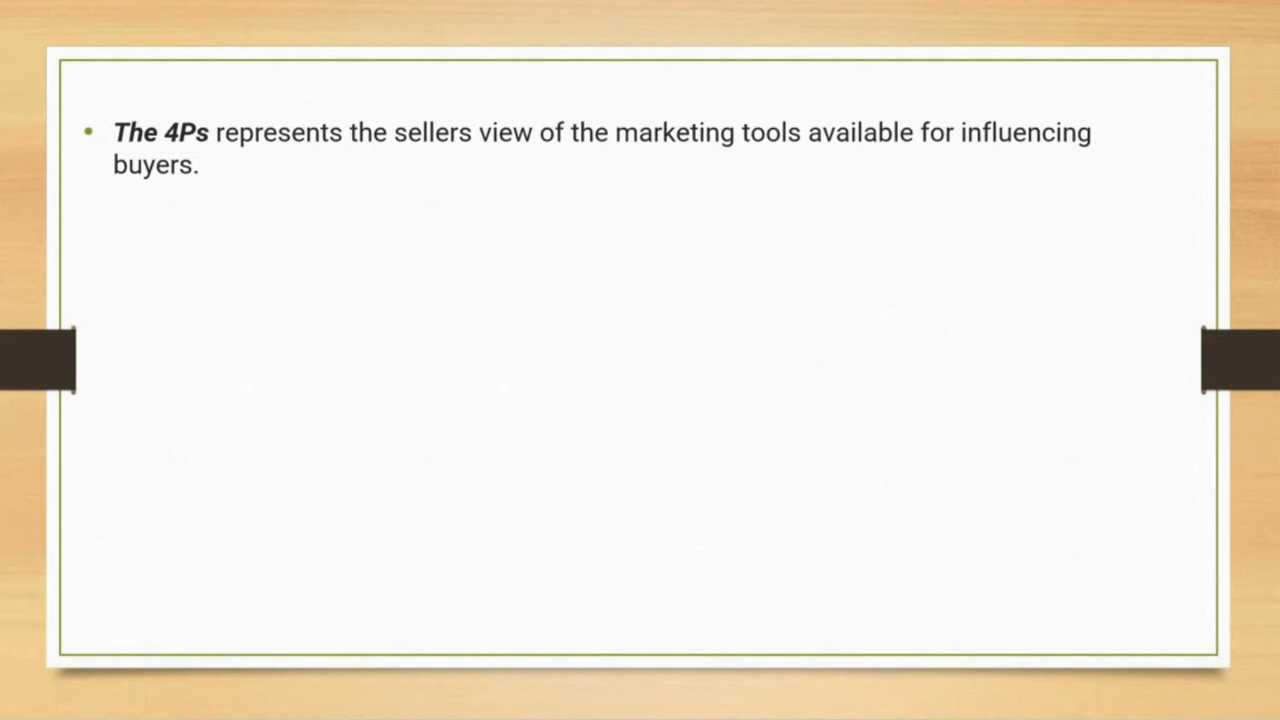 • The 4Ps represents the sellers view of the marketing tools available for influencing
buyers.